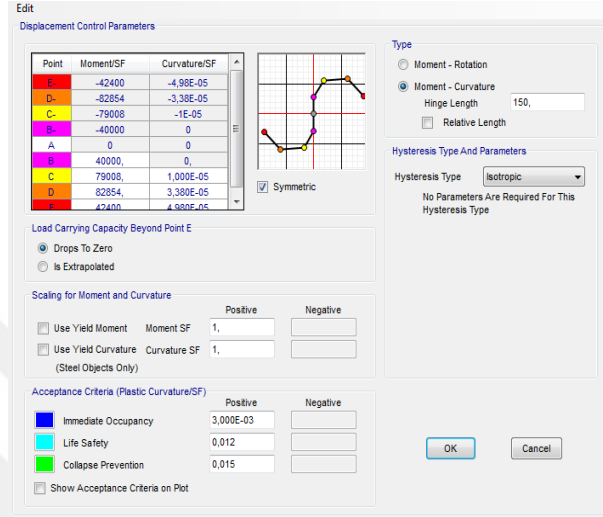 Edit
Displacement Control Parameters
Point Moment/SF Curvature/SF
E- -42400 -4,98E-05
D- -82854 -3,38E-05
C- -79008 -1E-05
B- -40000 0
A 0 0
B 40000, 0,
C 79008, 1,000E-05
D 82854, 3,380E-05
E 42400 4,980E-05
Symmetric
Load Carrying Capacity Beyond Point E
Drops To Zero
Is Extrapolated
Scaling for Moment and Curvature
Positive Negative
Use Yield Moment Moment SF 1,
Use Yield Curvature Curvature SF 1,
(Steel Objects Only)
Acceptance Criteria (Plastic Curvature/SF)
Positive Negative
Immediate Occupancy 3,000E-03
Life Safety 0,012
Collapse Prevention 0,015
Show Acceptance Criteria on Plot
Type
Moment - Rotation
Moment - Curvature
Hinge Length 150,
Relative Length
Hysteresis Type And Parameters
Hysteresis Type Isotropic
No Parameters Are Required For This
Hysteresis Type
OK Cancel